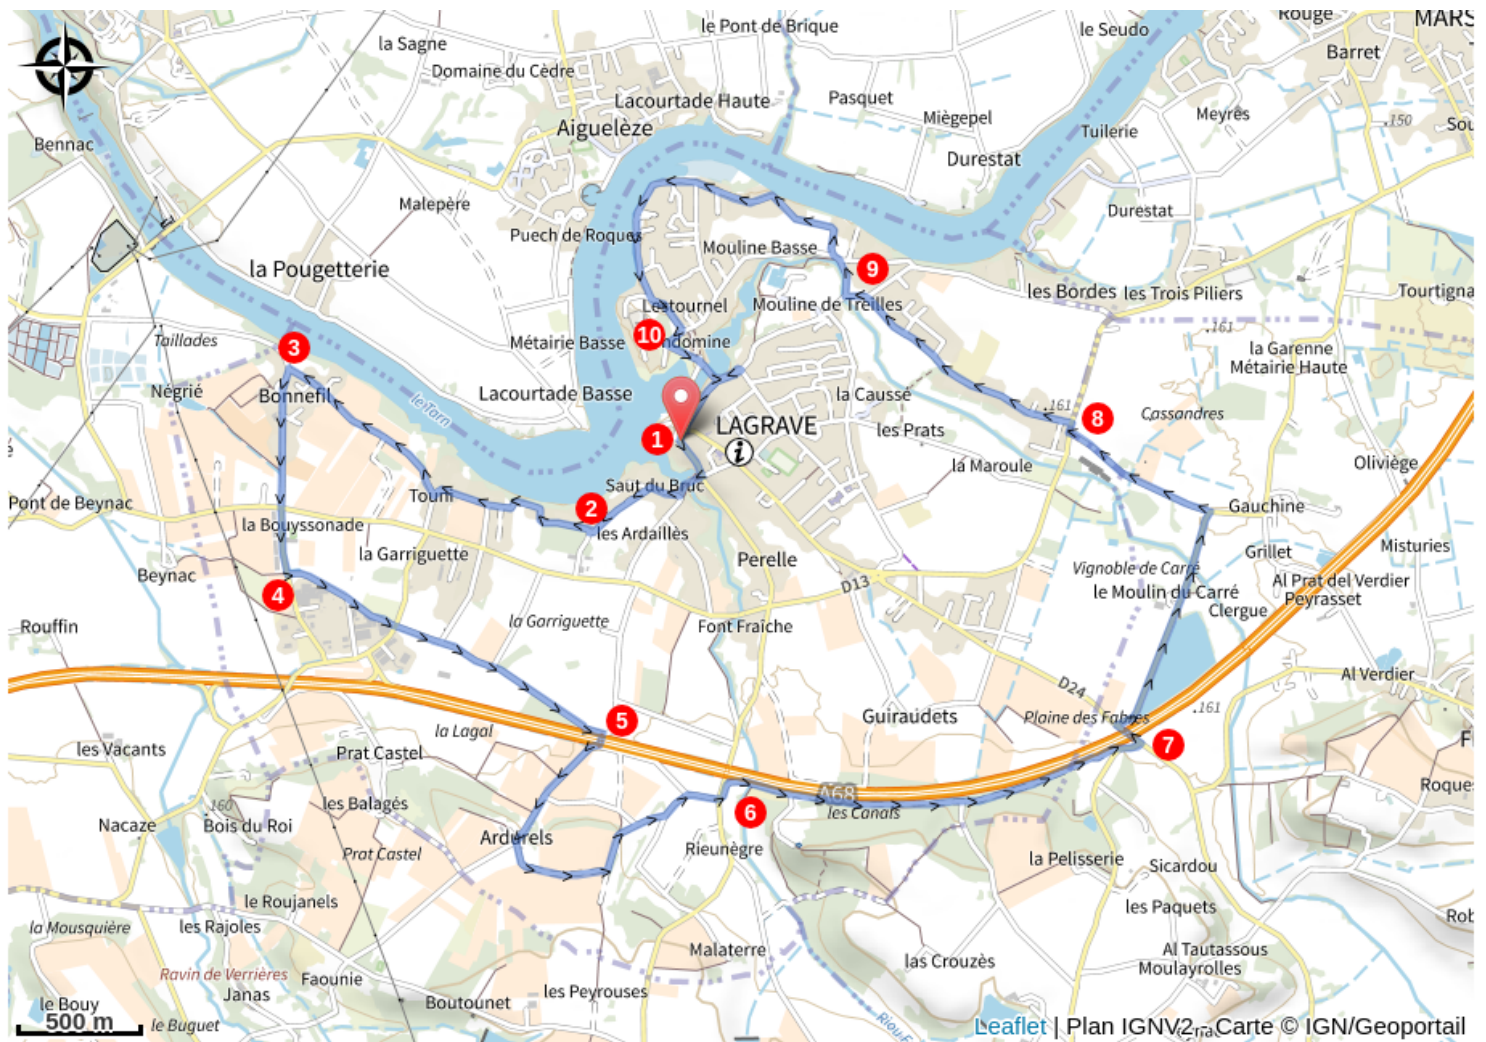 le Pont de Brique
le Seudo
Rouge
MARS
la Sagne
Barret
Domaine du Cèdre
Lacourtade Haute
Pasquet
Miègepel
Meyrès
150
Sou
Aiguelèze
Tuilerie
Bennac
Durestat
Malepère
Durestat
Puech de Roques
Mouline Basse
9
la Pougetterie
les Bordes
les Trois Piliers
Tourtigna
Lestournel
Mouline de Treilles
161
Taillades
3
Métairie Basse
10
la Garenne
Métairie Haute
Négrié
Bonnefil
Lacourtade Basse
la Caussé
le Tarn
161
8
Cassandres
1
LAGRAVE
i
les Prats
la Maroule
Oliviège
Pont de Beynac
Toum
Saut du Bruc
2
Gauchine
la Bouyssonade
les Ardaillès
la Garriguette
Perelle
Grillet
Misturies
Beynac
D13
Vignoble de Carré
le Moulin du Carré
Al Prat del Verdier
Peyrasset
4
Clergue
Rouffin
la Garriguette
Font Fraîche
D24
Al Verdier
la Lagal
5
Guiraudets
Plaine des Fabres
161
les Vacants
Prat Castel
7
Roque
A68
160
les Balagés
6
les Canals
Nacaze
Bois du Roi
Ardurels
Rieunègre
Prat Castel
la Pelisserie
Sicardou
le Roujanels
les Paquets
Rob
la Mousquière
les Rajoles
Malaterre
las Crouzès
Al Tautassous
Moulayrolles
Ravin de Verrières
Faounie
Janas
les Peyrouses
le Bouy
Boutounet
500 m
le Buguet
Leaflet | Plan IGNV2 - Carte © IGN/Geoportail